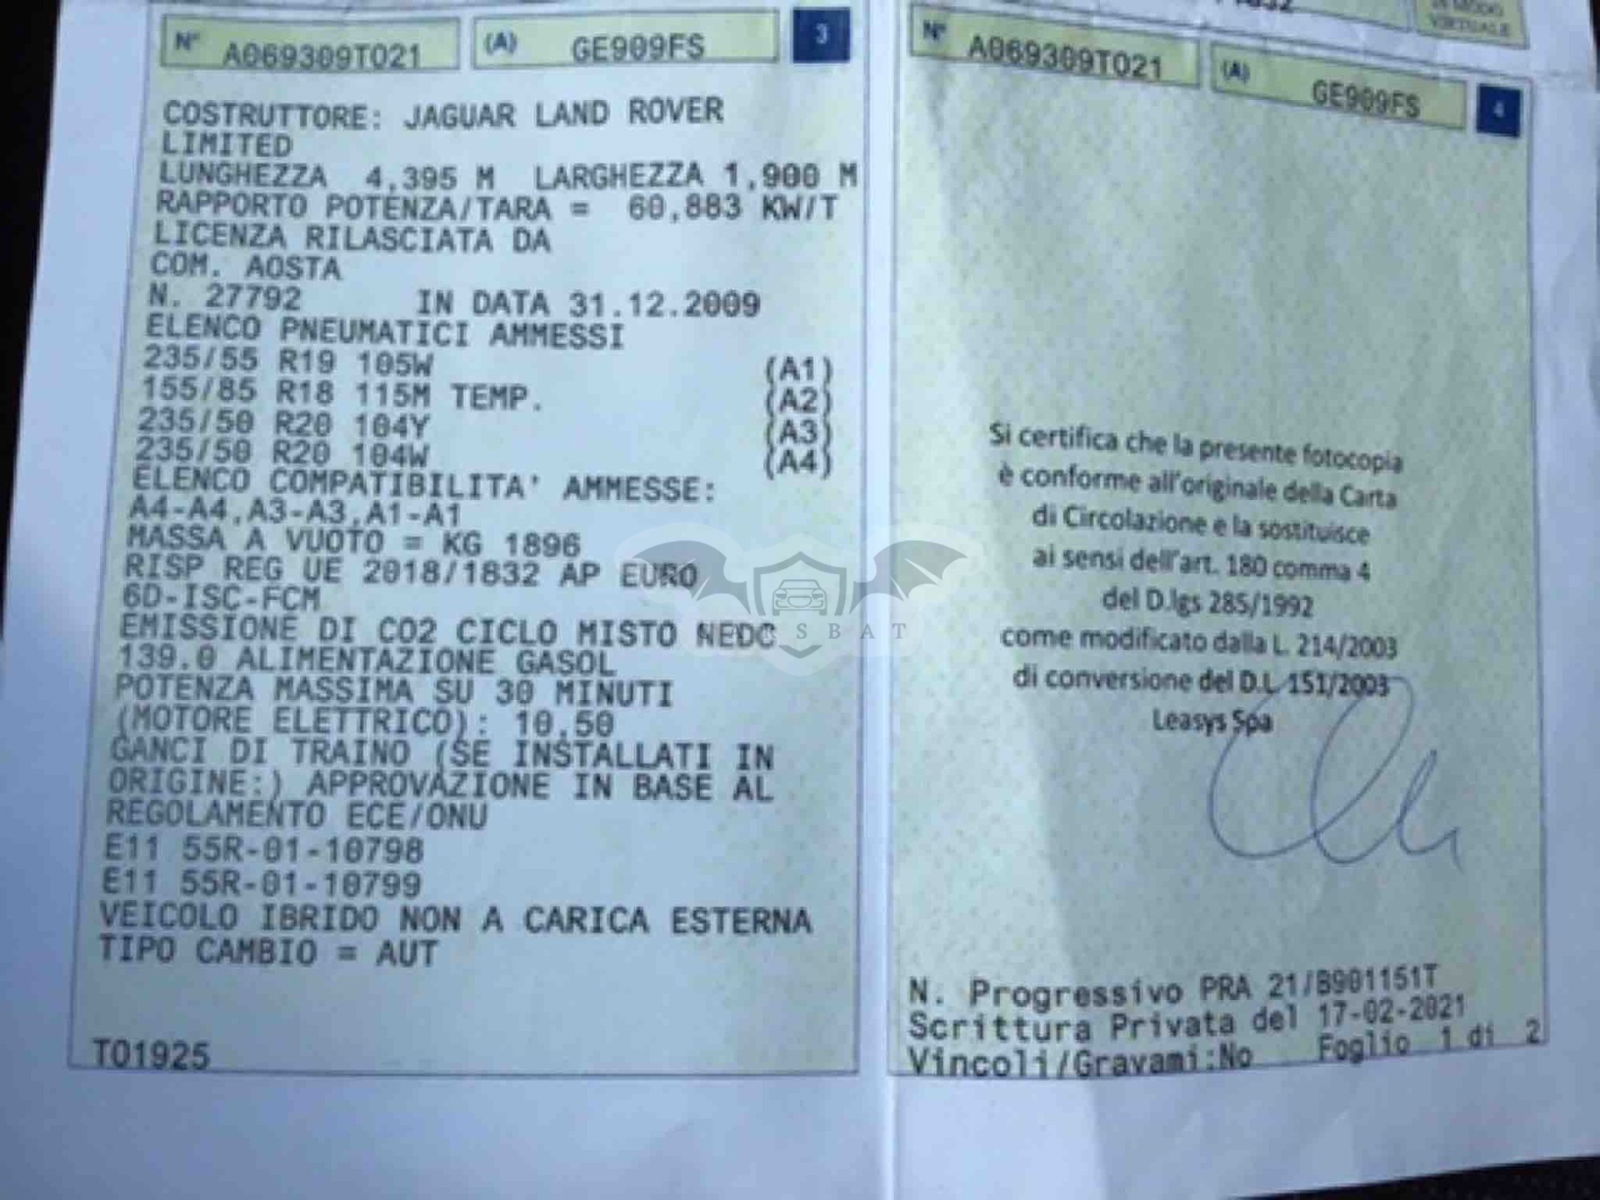 N° A069309T021 (A) GE909FS 3
COSTRUTTORE: JAGUAR LAND ROVER
LIMITED
LUNGHEZZA 4,395 M LARGHEZZA 1,900 M
RAPPORTO POTENZA/TARA = 60,883 KW/T
LICENZA RILASCIATA DA
COM. AOSTA
N. 27792 IN DATA 31.12.2009
ELENCO PNEUMATICI AMMESSI
235/55 R19 105W (A1)
155/85 R18 115M TEMP. (A2)
235/50 R20 104Y (A3)
235/50 R20 104W (A4)
ELENCO COMPATIBILITA' AMMESSE:
A4-A4,A3-A3,A1-A1
MASSA A VUOTO = KG 1896
RISP REG UE 2018/1832 AP EURO
6D-ISC-FCM
EMISSIONE DI CO2 CICLO MISTO NEDC
139.0 ALIMENTAZIONE GASOL
POTENZA MASSIMA SU 30 MINUTI
(MOTORE ELETTRICO): 10,50
GANCI DI TRAINO (SE INSTALLATI IN
ORIGINE:) APPROVAZIONE IN BASE AL
REGOLAMENTO ECE/ONU
E11 55R-01-10798
E11 55R-01-10799
VEICOLO IBRIDO NON A CARICA ESTERNA
TIPO CAMBIO = AUT
T01925
VIRTUALE
N° A069309T021 (A) GE909FS 4
Si certifica che la presente fotocopia
è conforme all'originale della Carta
di Circolazione e la sostituisce
ai sensi dell'art. 180 comma 4
del D.lgs 285/1992
come modificato dalla L. 214/2003
di conversione del D.L 151/2003
Leasys Spa
N. Progressivo PRA 21/B901151T
Scrittura Privata del 17-02-2021
Vincoli/Gravami:No Foglio 1 di 2
SBAT